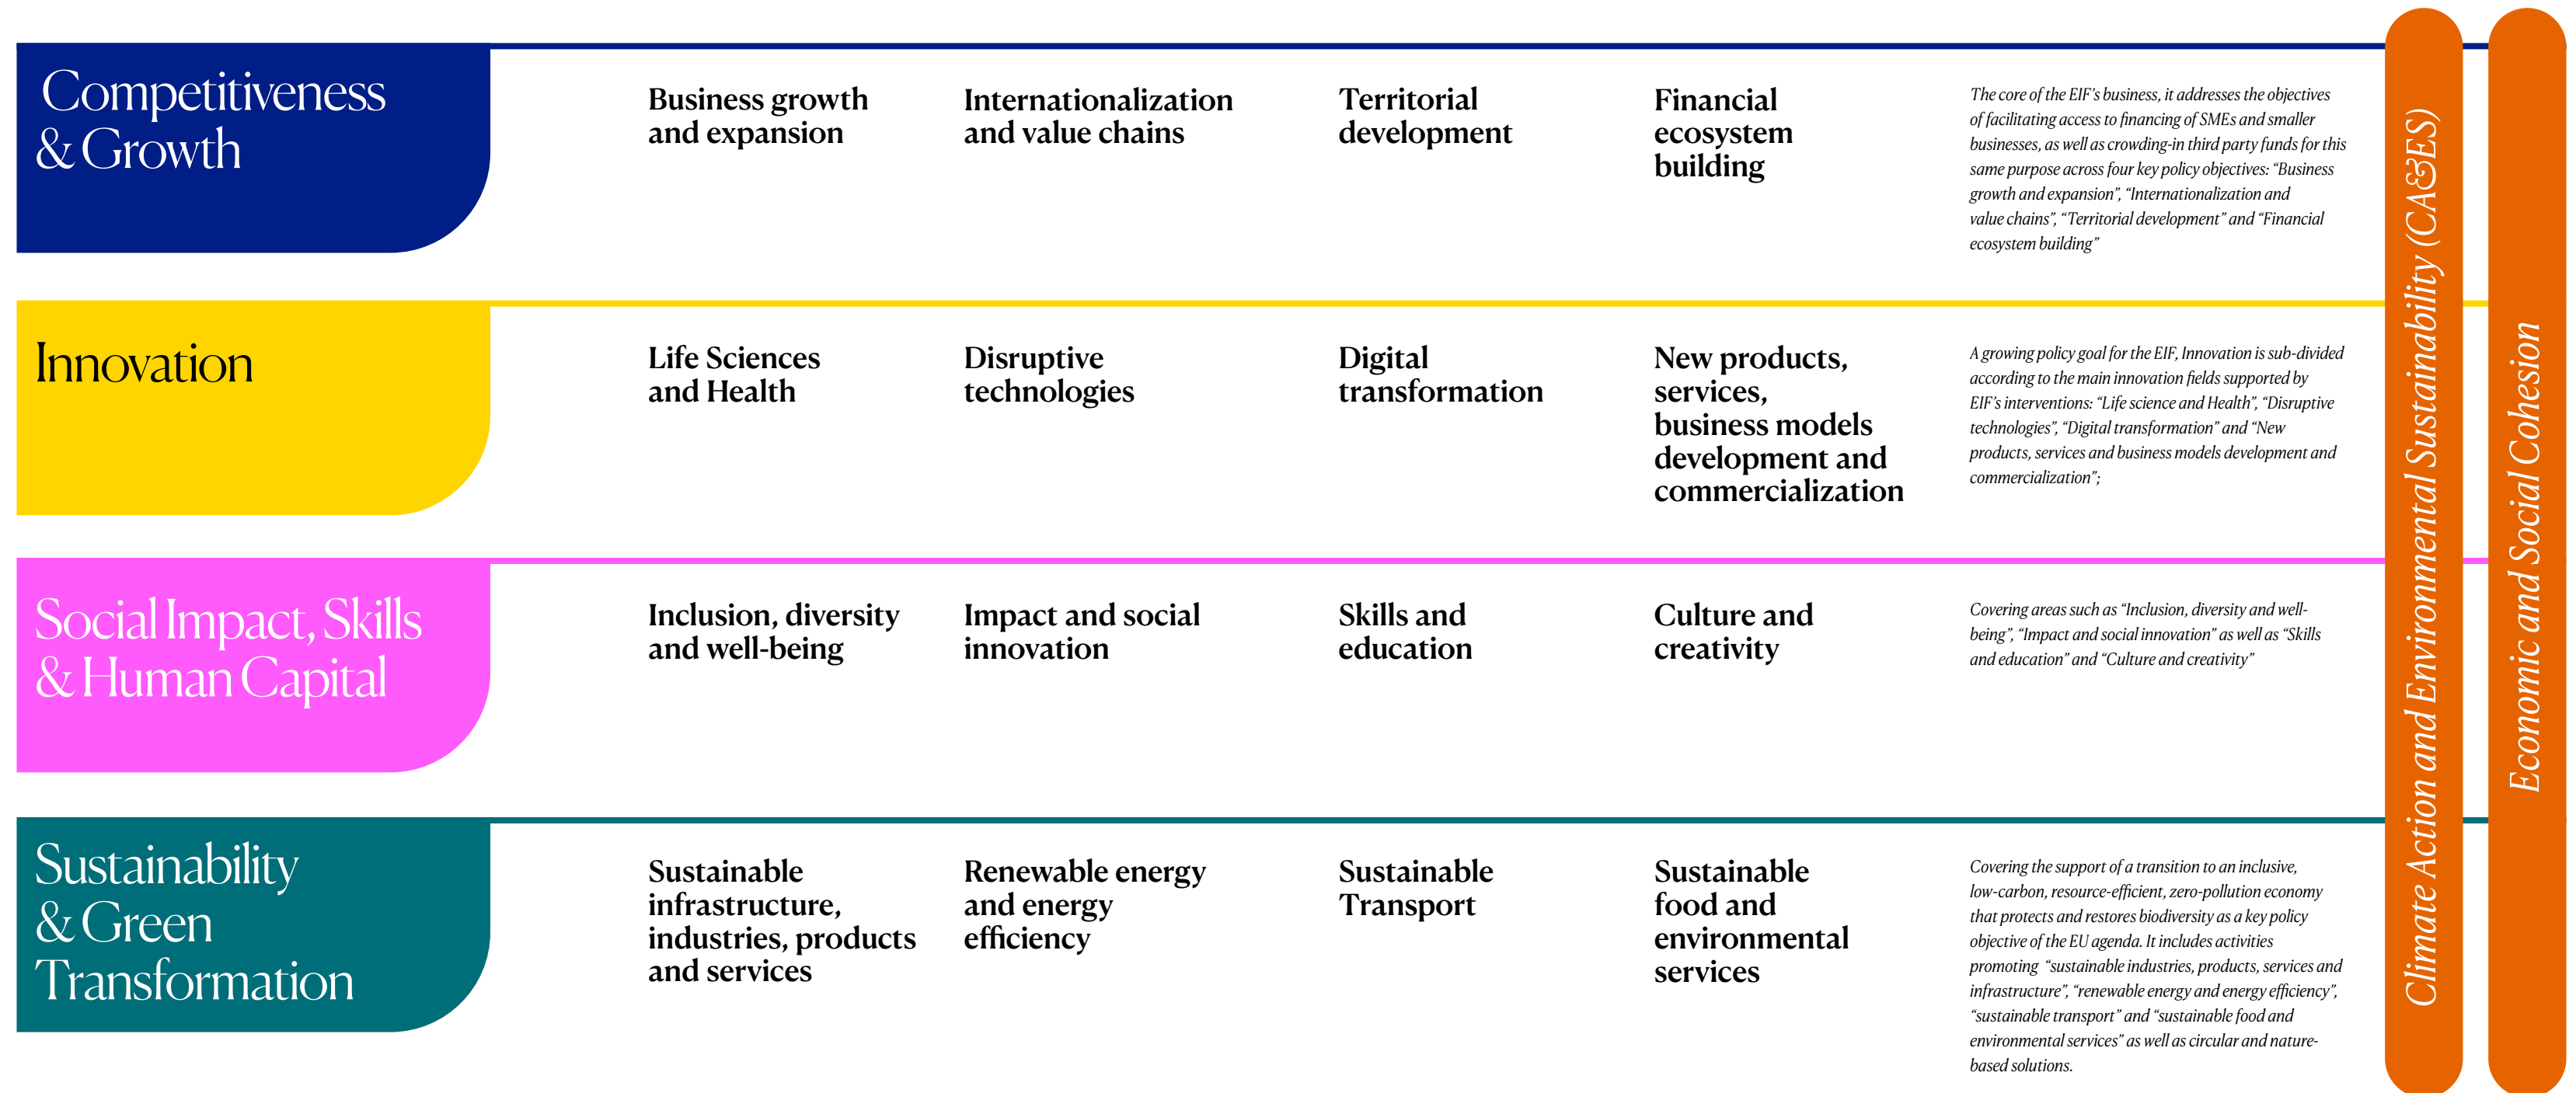 Competitiveness
& Growth
Business growth
and expansion
Internationalization
and value chains
Territorial
development
Financial
ecosystem
building
The core of the EIF's business, it addresses the objectives
of facilitating access to financing of SMEs and smaller
businesses, as well as crowding-in third party funds for this
same purpose across four key policy objectives: “Business
growth and expansion”, “Internationalization and
value chains”, “Territorial development” and “Financial
ecosystem building”
Innovation
Life Sciences
and Health
Disruptive
technologies
Digital
transformation
New products,
services,
business models
development and
commercialization
A growing policy goal for the EIF, Innovation is sub-divided
according to the main innovation fields supported by
EIF's interventions: “Life science and Health”, “Disruptive
technologies”, “Digital transformation” and “New
products, services and business models development and
commercialization”;
Social Impact, Skills
& Human Capital
Inclusion, diversity
and well-being
Impact and social
innovation
Skills and
education
Culture and
creativity
Covering areas such as “Inclusion, diversity and well-
being”, “Impact and social innovation” as well as “Skills
and education” and “Culture and creativity”
Sustainability
& Green
Transformation
Sustainable
infrastructure,
industries, products
and services
Renewable energy
and energy
efficiency
Sustainable
Transport
Sustainable
food and
environmental
services
Covering the support of a transition to an inclusive,
low-carbon, resource-efficient, zero-pollution economy
that protects and restores biodiversity as a key policy
objective of the EU agenda. It includes activities
promoting “sustainable industries, products, services and
infrastructure”, “renewable energy and energy efficiency”,
“sustainable transport” and “sustainable food and
environmental services” as well as circular and nature-
based solutions.
Climate Action and Environmental Sustainability (CA&ES)
Economic and Social Cohesion